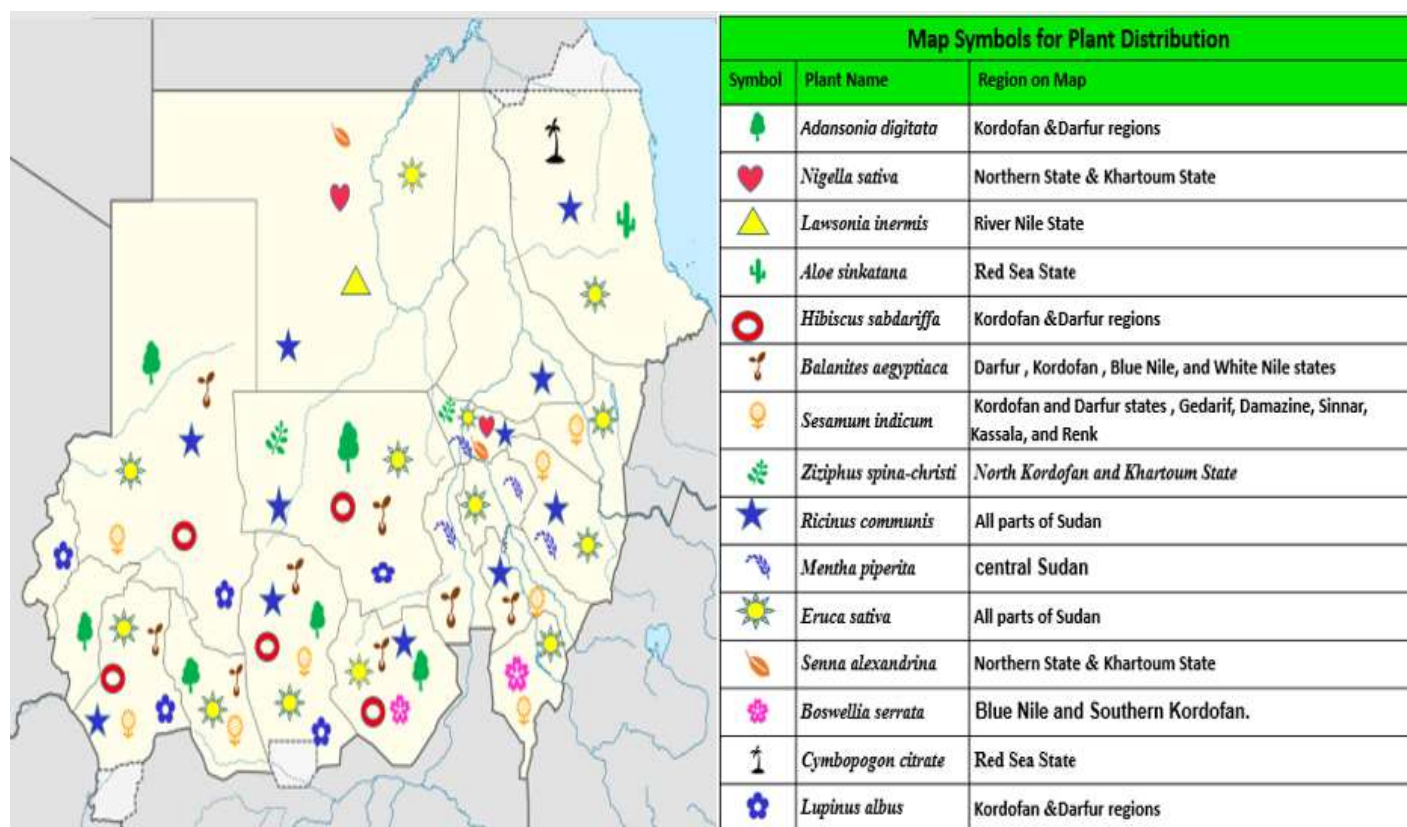 Map Symbols for Plant Distribution
Symbol Plant Name Region on Map
Adansonia digitata Kordofan &Darfur regions
Nigella sativa Northern State & Khartoum State
Lawsonia inermis River Nile State
Aloe sinkatana Red Sea State
Hibiscus sabdariffa Kordofan &Darfur regions
Balanites aegyptiaca Darfur , Kordofan , Blue Nile, and White Nile states
Sesamum indicum Kordofan and Darfur states , Gedarif, Damazine, Sinnar,
Kassala, and Renk
Ziziphus spina-christi North Kordofan and Khartoum State
Ricinus communis All parts of Sudan
Mentha piperita central Sudan
Eruca sativa All parts of Sudan
Senna alexandrina Northern State & Khartoum State
Boswellia serrata Blue Nile and Southern Kordofan.
Cymbopogon citrate Red Sea State
Lupinus albus Kordofan &Darfur regions